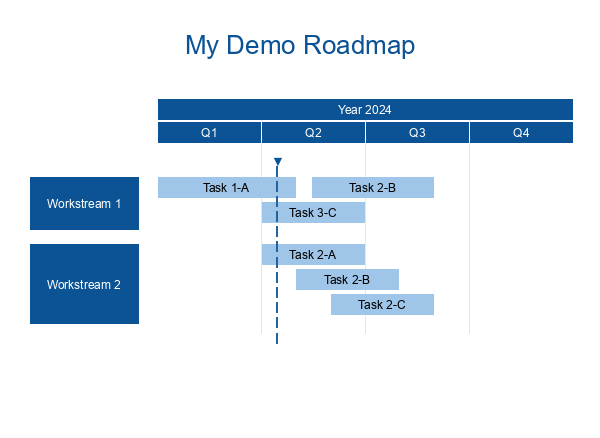 My Demo Roadmap
Year 2024
Q1 Q2 Q3 Q4
Workstream 1
Task 1-A Task 2-B
Task 3-C
Workstream 2
Task 2-A
Task 2-B
Task 2-C